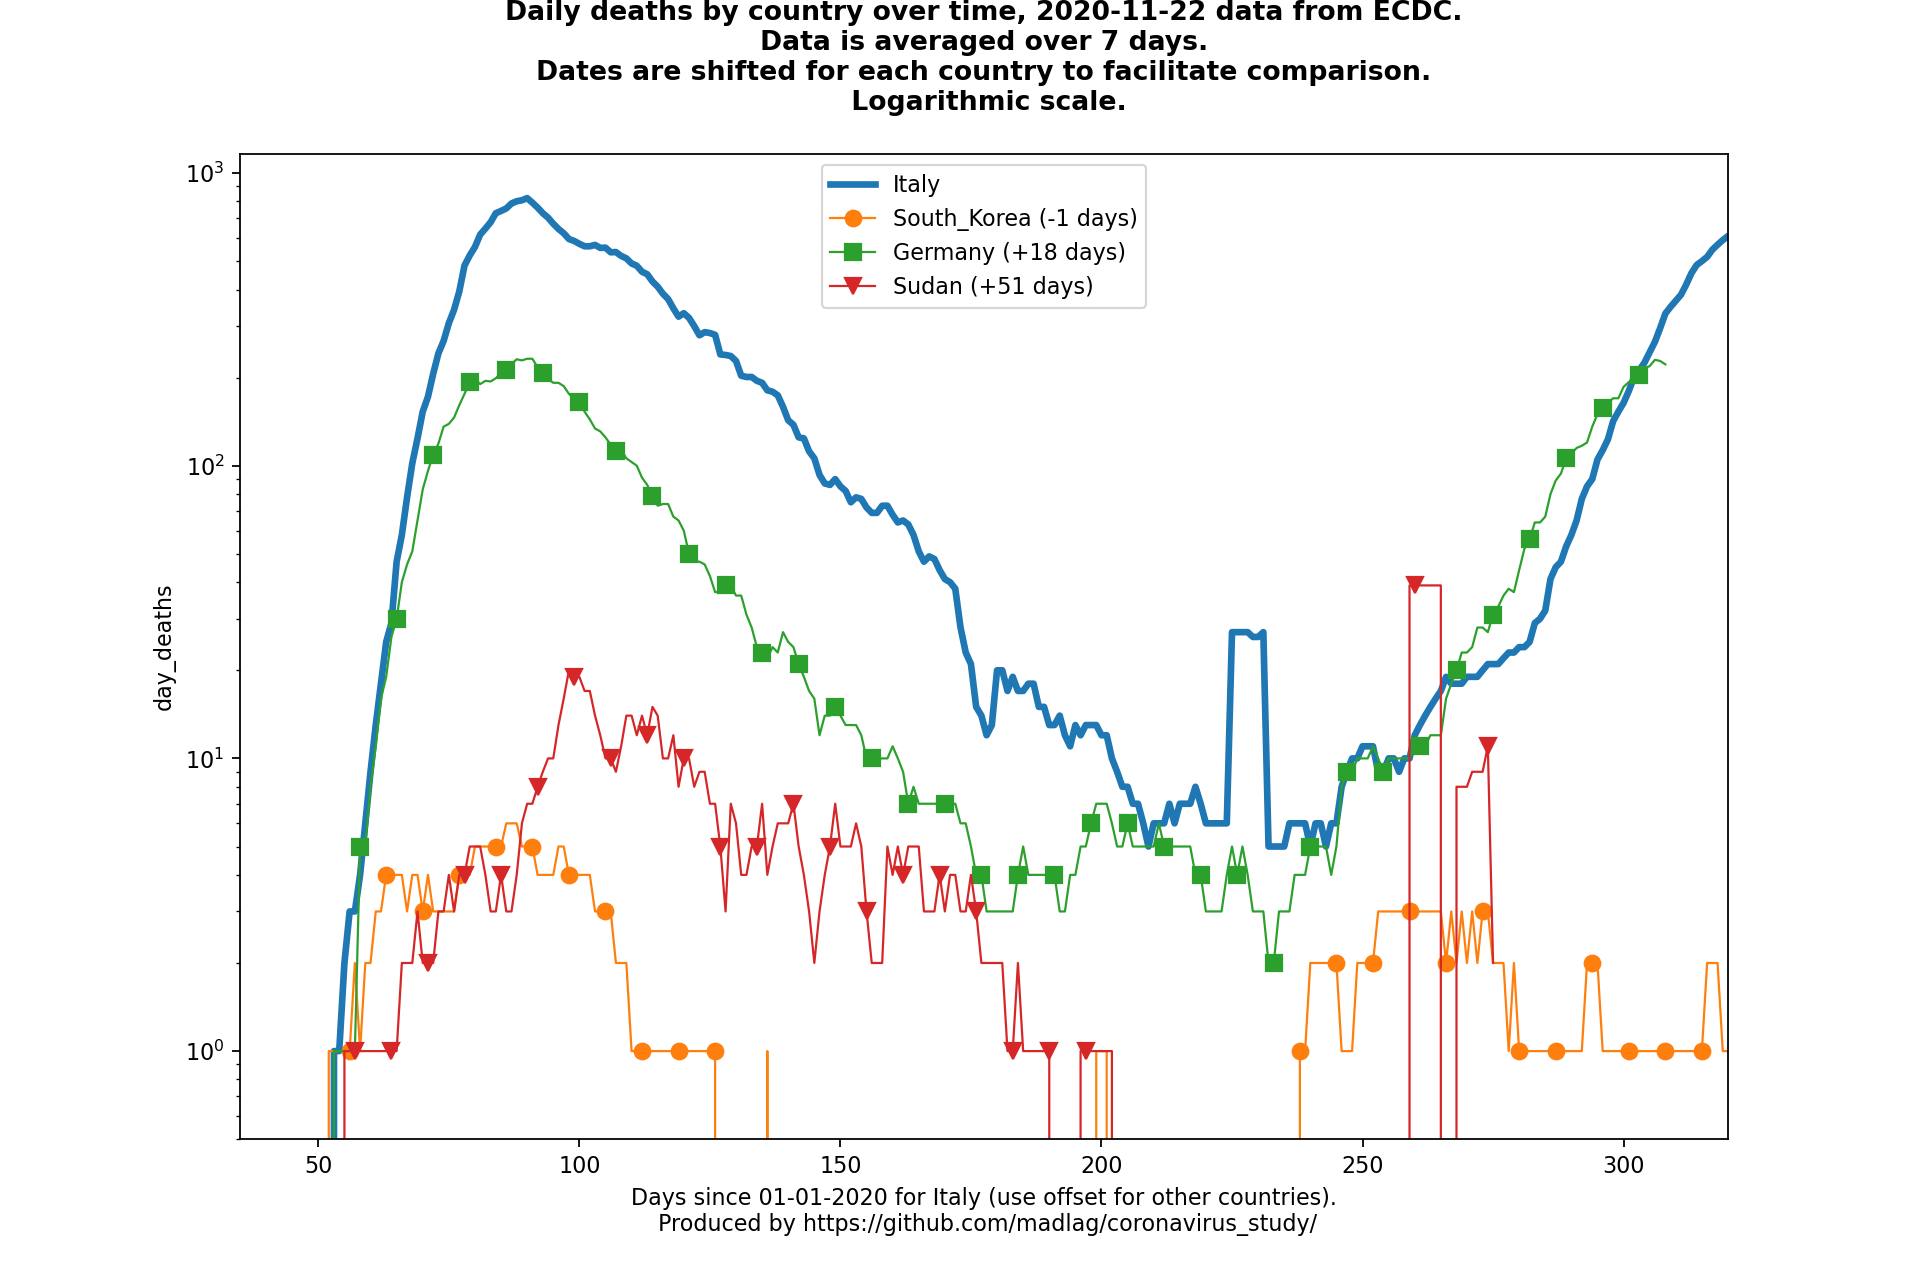 Daily deaths by country over time, 2020-11-22 data from ECDC.
Data is averaged over 7 days.
Dates are shifted for each country to facilitate comparison.
Logarithmic scale.
10³
10²
10¹
10⁰
day_deaths
Italy
South_Korea (-1 days)
Germany (+18 days)
Sudan (+51 days)
50
100
150
200
250
300
Days since 01-01-2020 for Italy (use offset for other countries).
Produced by https://github.com/madlag/coronavirus_study/